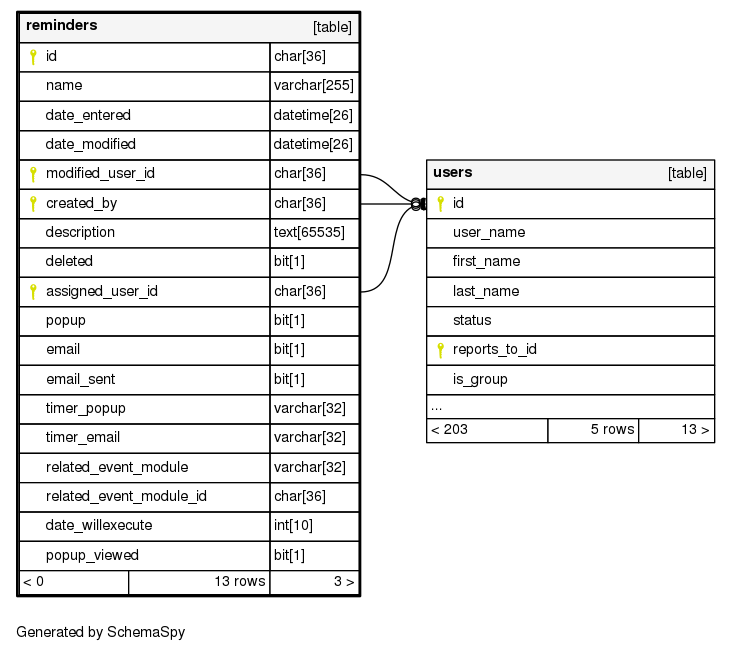 reminders [table]
id char[36]
name varchar[255]
date_entered datetime[26]
date_modified datetime[26]
modified_user_id char[36]
created_by char[36]
description text[65535]
deleted bit[1]
assigned_user_id char[36]
popup bit[1]
email bit[1]
email_sent bit[1]
timer_popup varchar[32]
timer_email varchar[32]
related_event_module varchar[32]
related_event_module_id char[36]
date_willexecute int[10]
popup_viewed bit[1]
< 0 13 rows 3 >
users [table]
id
user_name
first_name
last_name
status
reports_to_id
is_group
...
< 203 5 rows 13 >
Generated by SchemaSpy